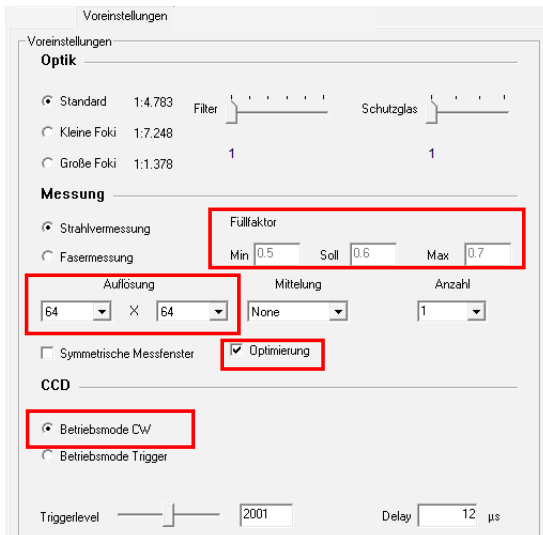 Voreinstellungen
Voreinstellungen
Optik
Standard 1:4.783 Filter Schutzglas
Kleine Foki 1:7.248
1 1
Große Foki 1:1.378
Messung
Strahlvermessung Füllfaktor
Fasermessung Min 0.5 Soll 0.6 Max 0.7
Auflösung Mittelung Anzahl
64 X 64 None 1
Symmetrische Messfenster Optimierung
CCD
Betriebsmode CW
Betriebsmode Trigger
Triggerlevel 2001 Delay 12 µs